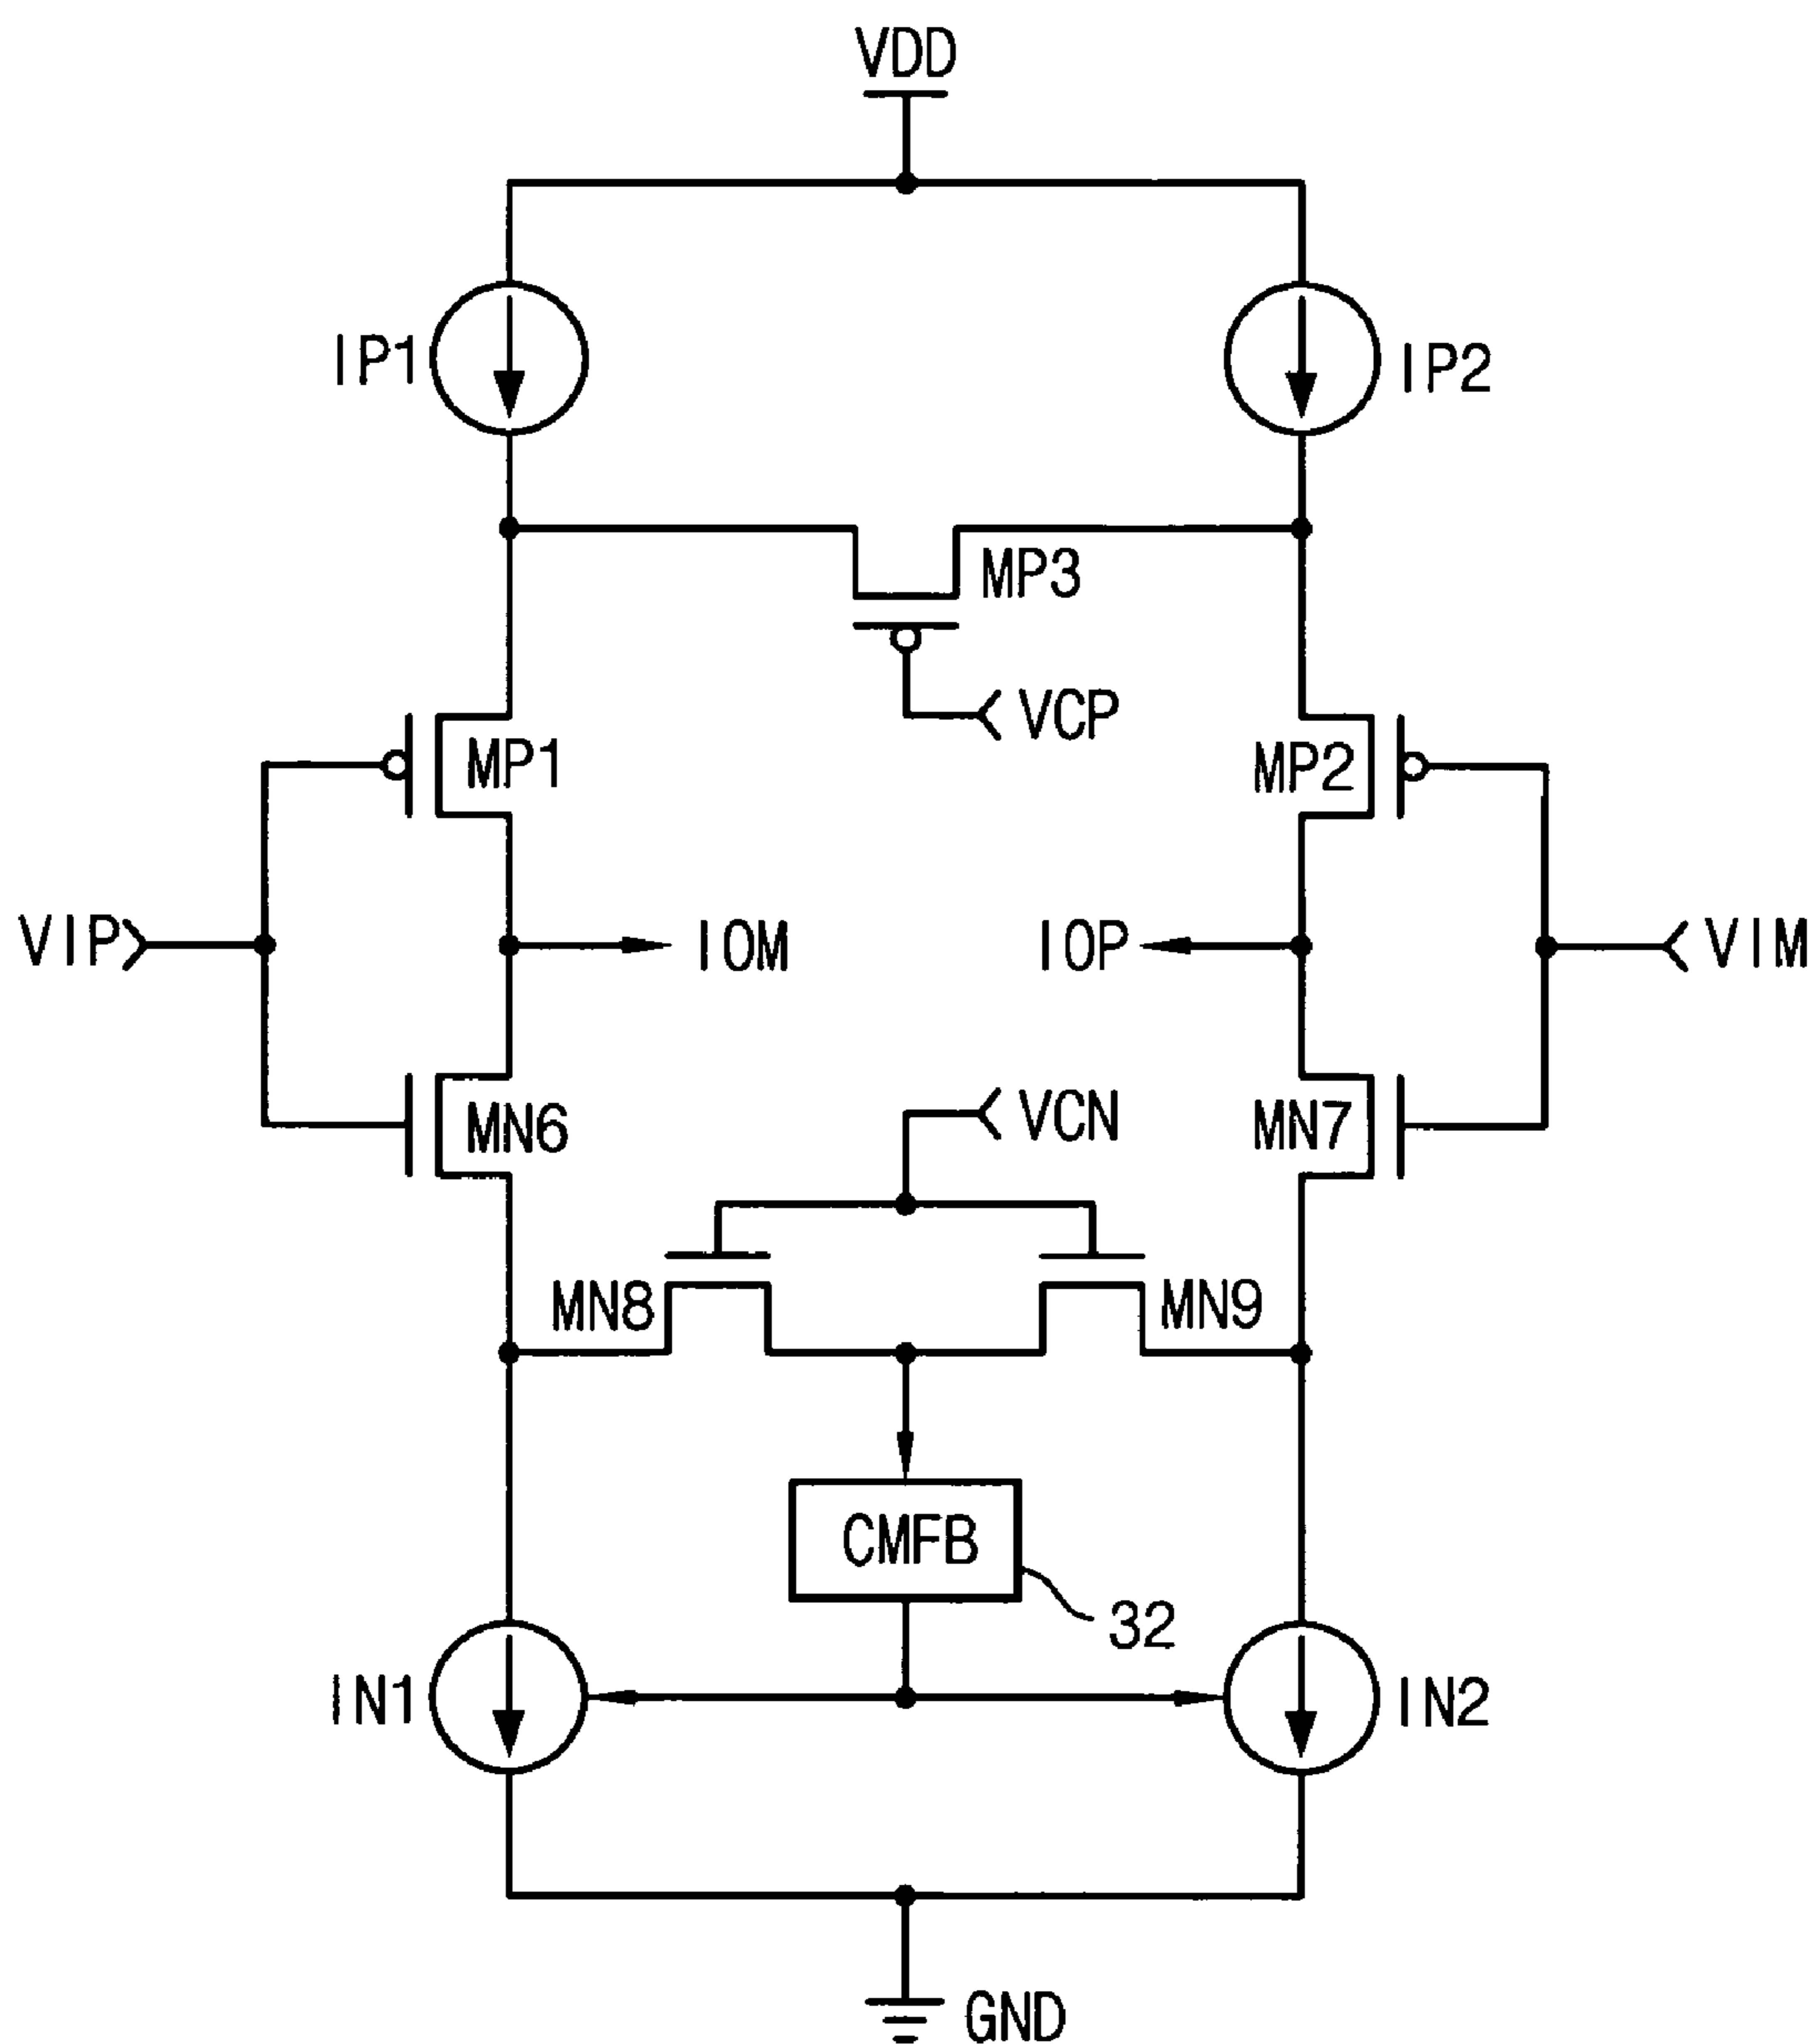 VDD
IP1
IP2
MP3
VCP
MP1
MP2
VIP
IOM
IOP
VIM
VCN
MN6
MN7
MN8
MN9
CMFB
32
IN1
IN2
GND